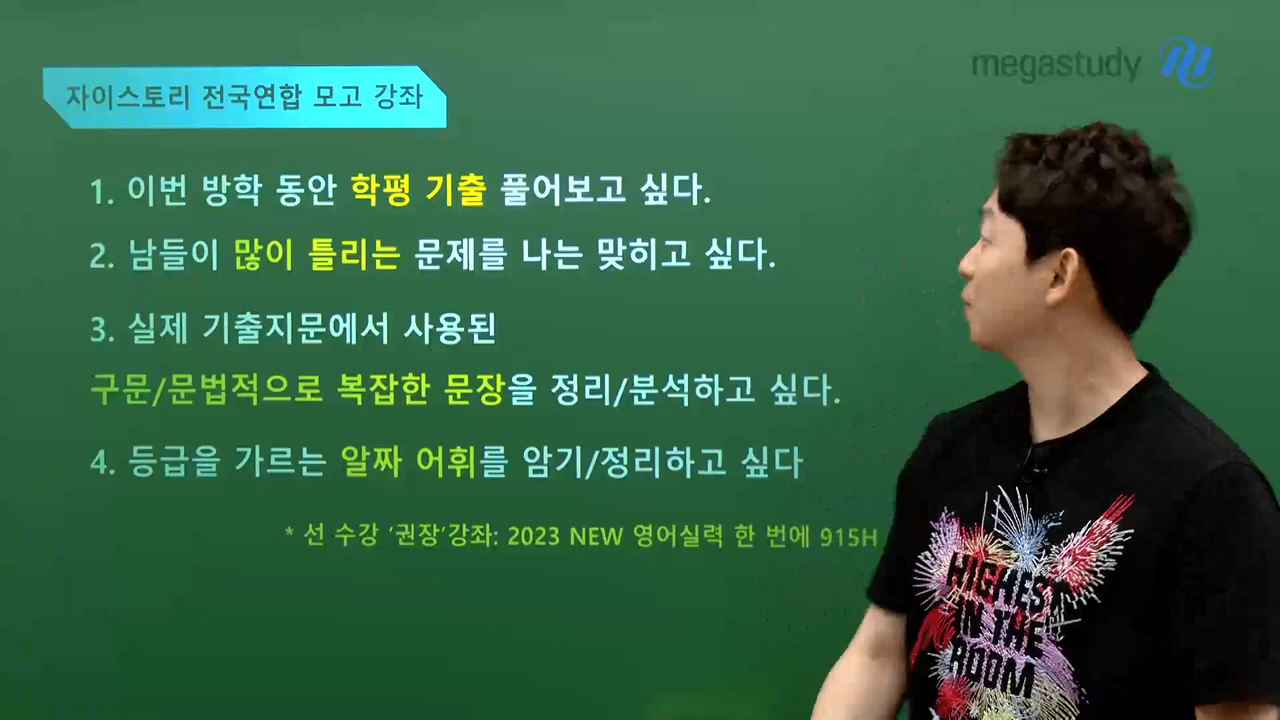 megastudy
자이스토리 전국연합 모고 강좌
1. 이번 방학 동안 학평 기출 풀어보고 싶다.
2. 남들이 많이 틀리는 문제를 나는 맞히고 싶다.
3. 실제 기출지문에서 사용된
구문/문법적으로 복잡한 문장을 정리/분석하고 싶다.
4. 등급을 가르는 알짜 어휘를 암기/정리하고 싶다
* 선 수강 '권장'강좌: 2023 NEW 영어실력 한 번에 915H
HIGHEST
IN THE
ROOM